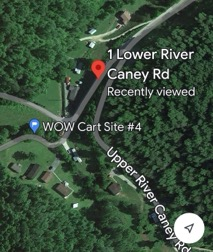 1 Lower River
Caney Rd
Recently viewed
WOW Cart Site #4
Upper River Caney Rd